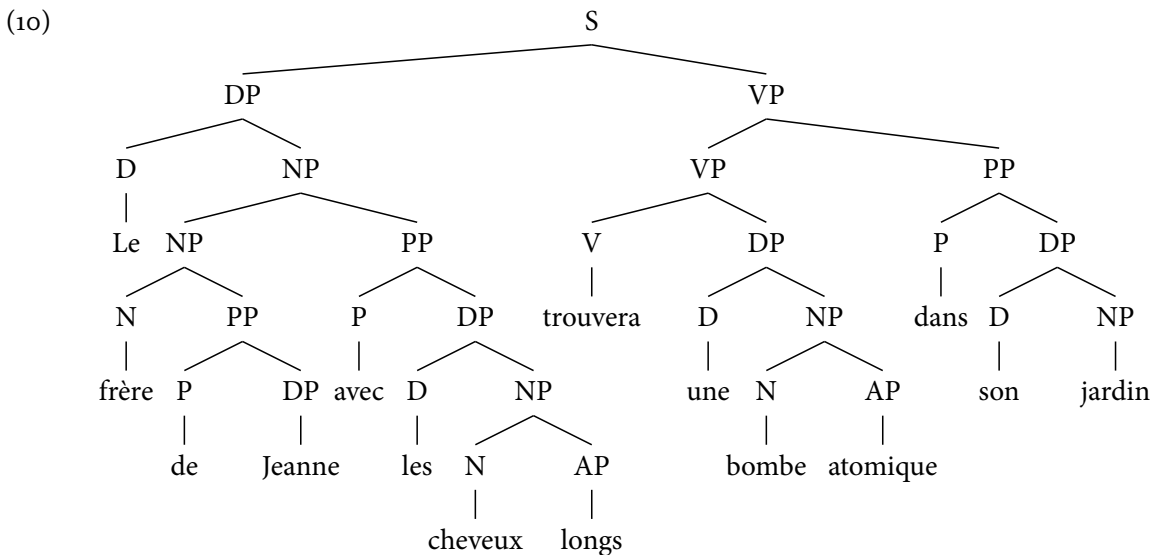 (10) S
DP VP
D NP VP PP
Le NP PP V DP P DP
N PP P DP trouvera D NP dans D NP
frère P DP avec D NP une N AP son jardin
de Jeanne les N AP bombe atomique
cheveux longs